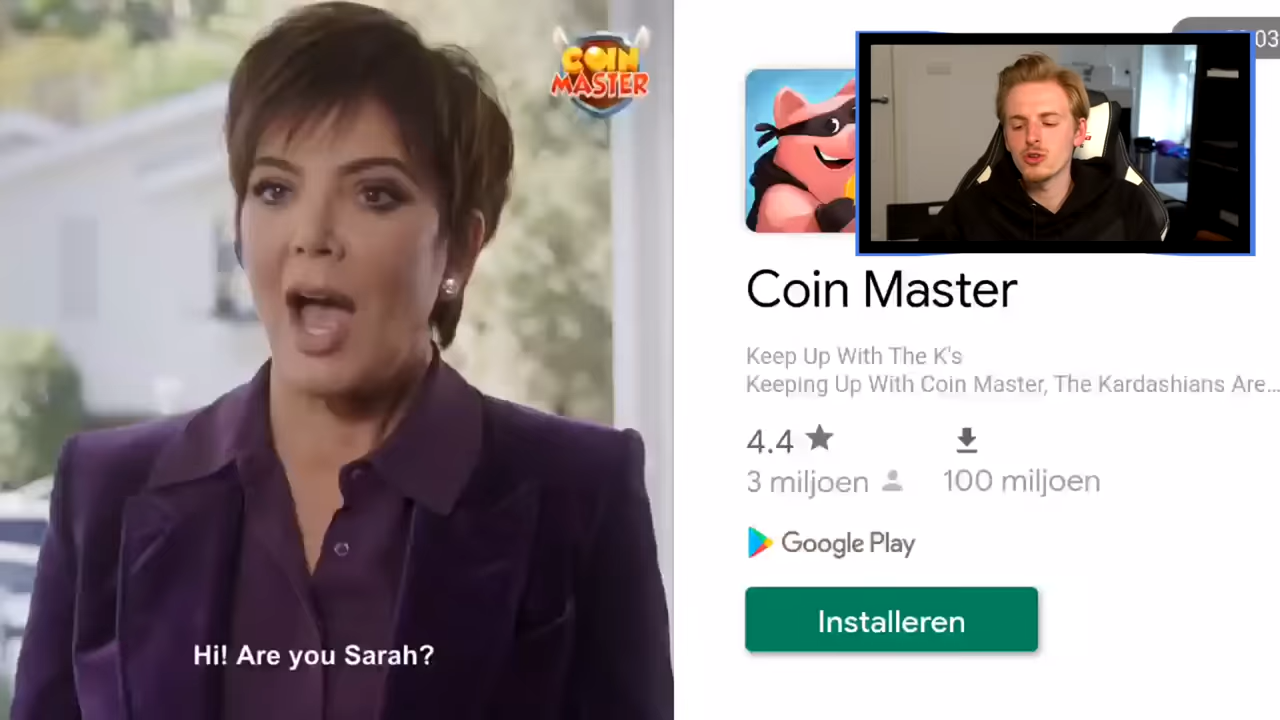 COIN
MASTER
Hi! Are you Sarah?
Coin Master
Keep Up With The K's
Keeping Up With Coin Master, The Kardashians Are...
4.4
3 miljoen
100 miljoen
Google Play
Installeren